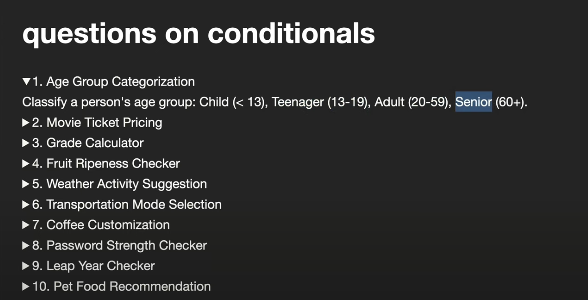 questions on conditionals
▼1. Age Group Categorization
Classify a person's age group: Child (< 13), Teenager (13-19), Adult (20-59), Senior (60+).
▶2. Movie Ticket Pricing
▶3. Grade Calculator
▶4. Fruit Ripeness Checker
▶5. Weather Activity Suggestion
▶6. Transportation Mode Selection
▶7. Coffee Customization
▶8. Password Strength Checker
▶9. Leap Year Checker
▶10. Pet Food Recommendation